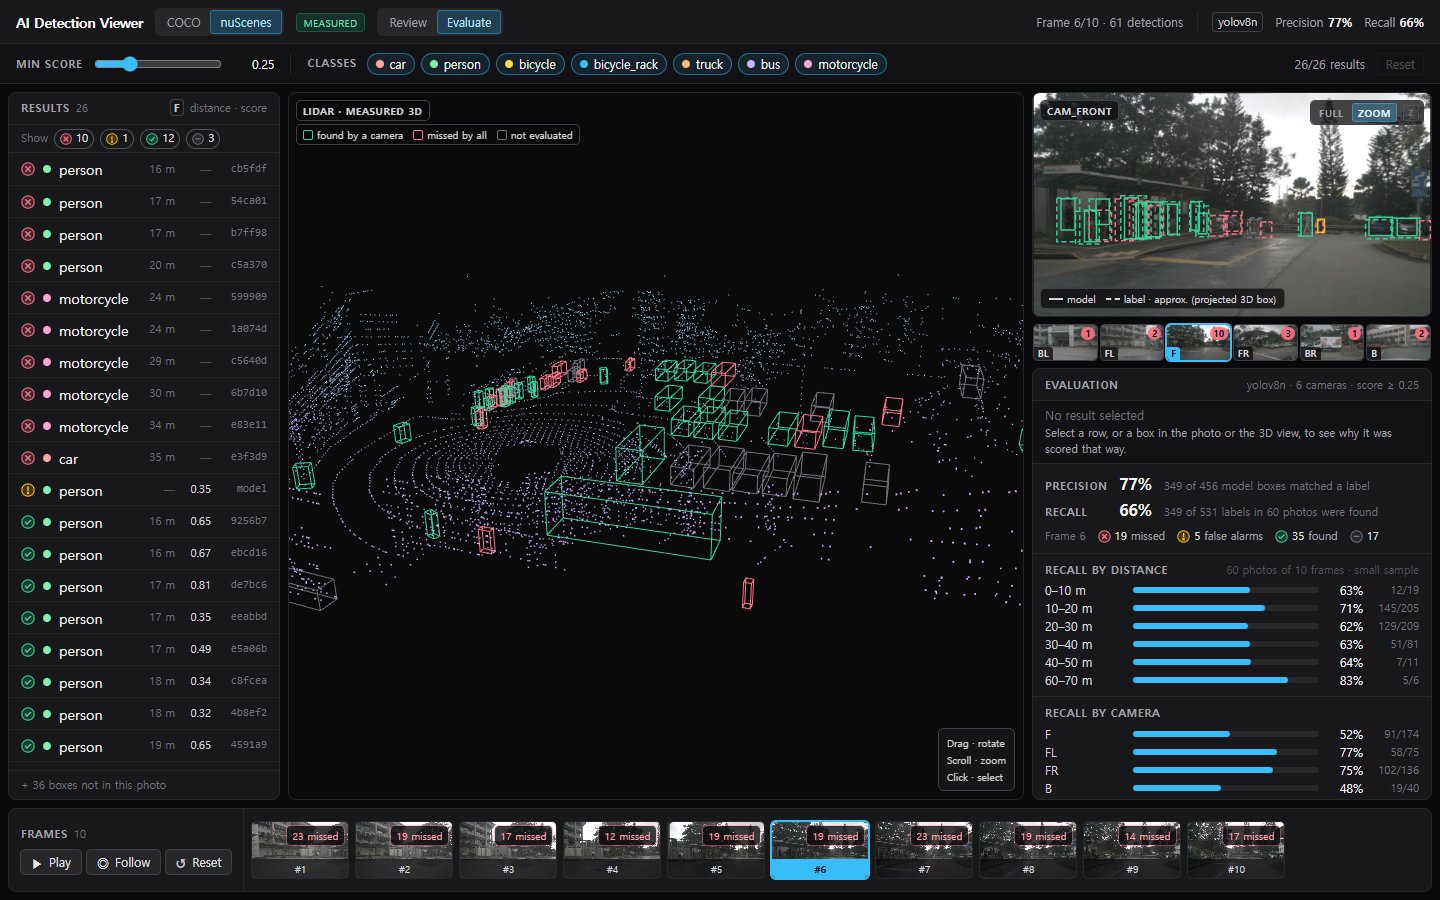 AI Detection Viewer COCO nuScenes MEASURED Review Evaluate Frame 6/10 · 61 detections yolov8n Precision 77% Recall 66%
MIN SCORE 0.25 CLASSES car person bicycle bicycle_rack truck bus motorcycle 26/26 results Reset
RESULTS 26 F distance · score
Show 10 1 12 3
person 16 m — cb5fdf
person 17 m — 54ca01
person 17 m — b7ff98
person 20 m — c5a370
motorcycle 24 m — 599909
motorcycle 24 m — 1a074d
motorcycle 29 m — c5640d
motorcycle 30 m — 6b7d10
motorcycle 34 m — e83e11
car 35 m — e3f3d9
person — 0.35 model
person 16 m 0.65 9256b7
person 16 m 0.67 ebcd16
person 17 m 0.81 de7bc6
person 17 m 0.35 eeabbd
person 17 m 0.49 e5a06b
person 18 m 0.34 c8fcea
person 18 m 0.32 4b8ef2
person 19 m 0.65 4591a9
+ 36 boxes not in this photo
LIDAR · MEASURED 3D
found by a camera missed by all not evaluated
Drag · rotate
Scroll · zoom
Click · select
CAM_FRONT FULL ZOOM Z
model label · approx. (projected 3D box)
BL 1 FL 2 F 10 FR 3 BR 1 B 2
EVALUATION yolov8n · 6 cameras · score ≥ 0.25
No result selected
Select a row, or a box in the photo or the 3D view, to see why it was
scored that way.
PRECISION 77% 349 of 456 model boxes matched a label
RECALL 66% 349 of 531 labels in 60 photos were found
Frame 6 19 missed 5 false alarms 35 found 17
RECALL BY DISTANCE 60 photos of 10 frames · small sample
0–10 m 63% 12/19
10–20 m 71% 145/205
20–30 m 62% 129/209
30–40 m 63% 51/81
40–50 m 64% 7/11
60–70 m 83% 5/6
RECALL BY CAMERA
F 52% 91/174
FL 77% 58/75
FR 75% 102/136
B 48% 19/40
FRAMES 10
Play Follow Reset
23 missed 19 missed 17 missed 12 missed 19 missed 19 missed 23 missed 19 missed 14 missed 17 missed
#1 #2 #3 #4 #5 #6 #7 #8 #9 #10